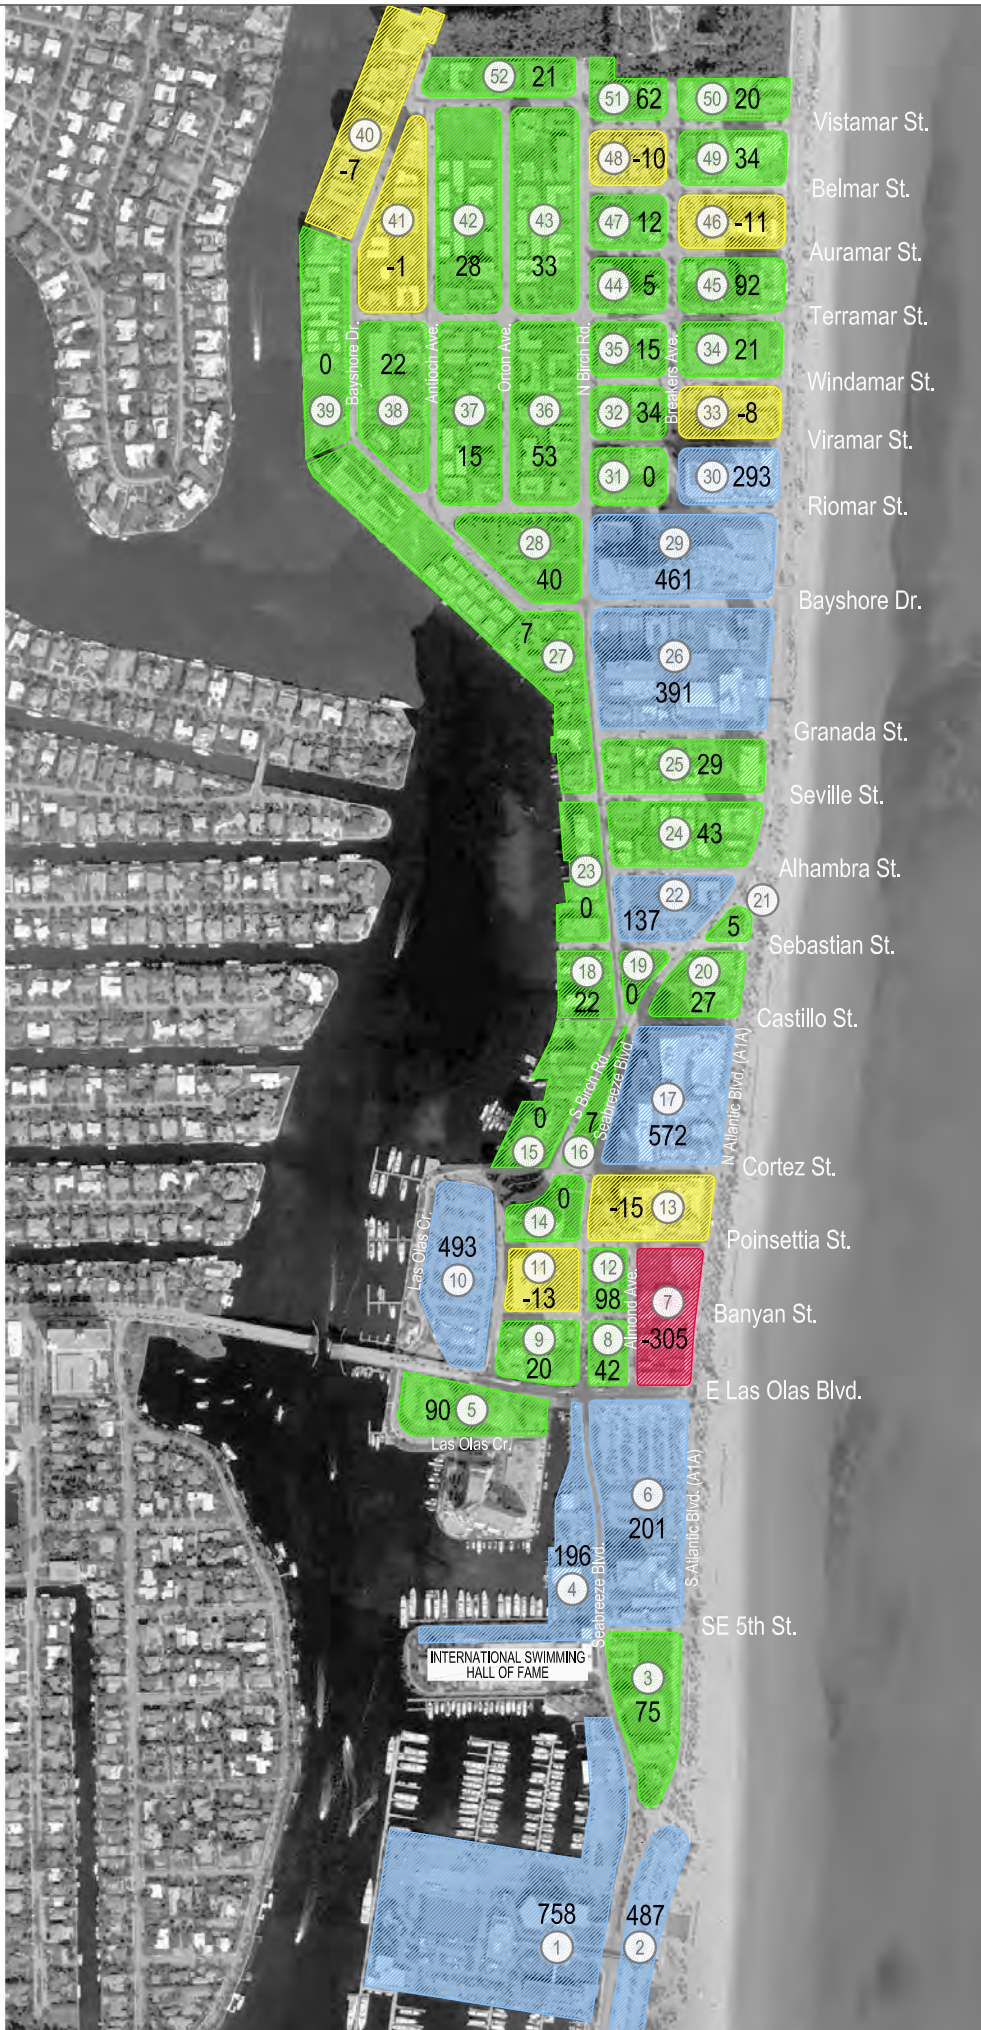 52 21
51 62
50 20
Vistamar St.
40
-7
48 -10
49 34
Belmar St.
41
-1
42
28
43
33
47 12
46 -11
Auramar St.
44 5
45 92
Terramar St.
0
39
Bayshore Dr.
22
38
Antioch Ave.
37
15
Orion Ave.
36
53
N Birch Rd.
35 15
Breakers Ave.
34 21
Windamar St.
32 34
33 -8
Viramar St.
31 0
30 293
Riomar St.
28
40
29
461
Bayshore Dr.
7
27
26
391
Granada St.
25 29
Seville St.
24 43
Alhambra St.
23
0
22
137
21
5
Sebastian St.
18
22
19
0
20
27
Castillo St.
0
15
S Birch Rd.
7
16
Seabreeze Blvd.
17
572
N Atlantic Blvd. (A1A)
Cortez St.
0
14
-15 13
Poinsettia St.
Las Olas Cr.
493
10
11
-13
12
98
Almond Ave.
7
-305
Banyan St.
9
20
8
42
E Las Olas Blvd.
90 5
Las Olas Cr.
6
201
S Atlantic Blvd. (A1A)
196
4
Seabreeze Blvd.
SE 5th St.
INTERNATIONAL SWIMMING
HALL OF FAME
3
75
758
1
487
2